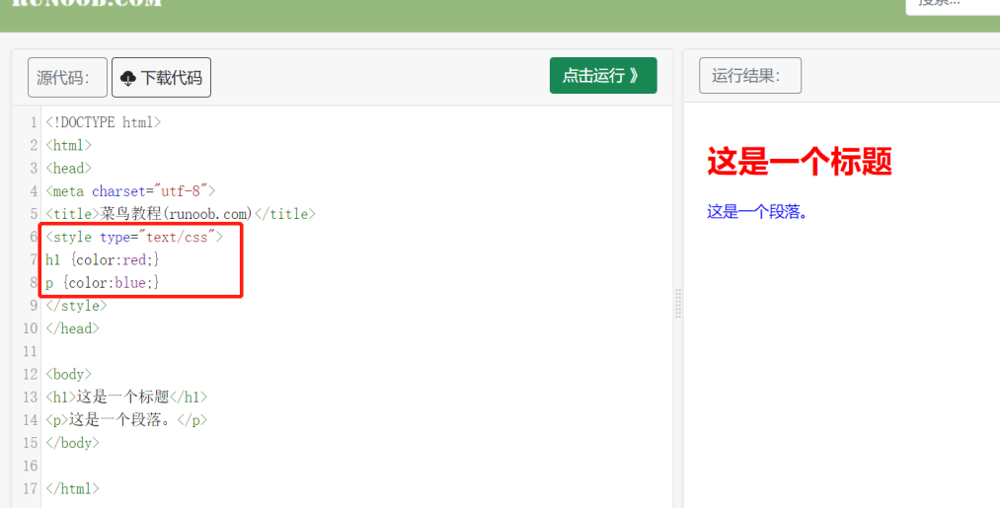 RUNOOB.COM
搜索...
源代码：
下载代码
点击运行 》
1 <!DOCTYPE html>
2 <html>
3 <head>
4 <meta charset="utf-8">
5 <title>菜鸟教程(runoob.com)</title>
6 <style type="text/css">
7 h1 {color:red;}
8 p {color:blue;}
9 </style>
10 </head>
11
12 <body>
13 <h1>这是一个标题</h1>
14 <p>这是一个段落。</p>
15 </body>
16
17 </html>
运行结果：
这是一个标题
这是一个段落。